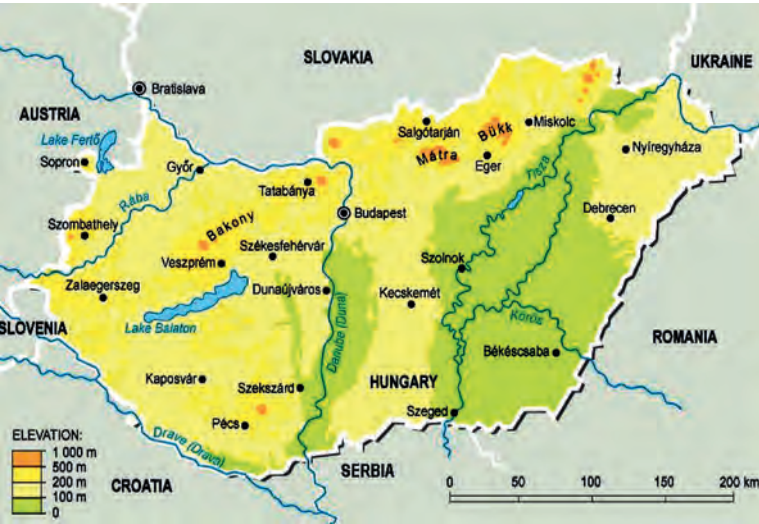 SLOVAKIA
UKRAINE
Bratislava
AUSTRIA
Lake Fertő
Sopron
Győr
Rába
Szombathely
Tatabánya
Budapest
Salgótarján
Bükk
Miskolc
Mátra
Eger
Tisza
Nyíregyháza
Debrecen
Bakony
Székesfehérvár
Veszprém
Zalaegerszeg
Dunaújváros
Lake Balaton
Danube (Duna)
Szolnok
Kecskemét
Körös
SLOVENIA
ROMANIA
Békéscsaba
Kaposvár
Szekszárd
HUNGARY
Szeged
Pécs
Drave (Drava)
SERBIA
CROATIA
ELEVATION:
1 000 m
500 m
200 m
100 m
0
0 50 100 150 200 km